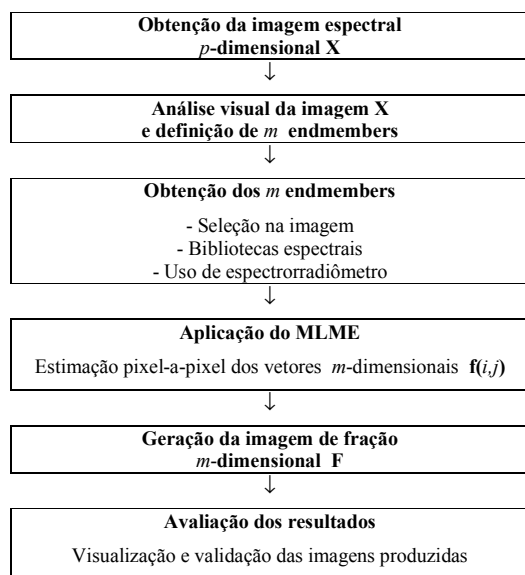 Obtenção da imagem espectral
p-dimensional X
↓
Análise visual da imagem X
e definição de m endmembers
↓
Obtenção dos m endmembers
- Seleção na imagem
- Bibliotecas espectrais
- Uso de espectrorradiômetro
↓
Aplicação do MLME
Estimação pixel-a-pixel dos vetores m-dimensionais f(i,j)
↓
Geração da imagem de fração
m-dimensional F
↓
Avaliação dos resultados
Visualização e validação das imagens produzidas